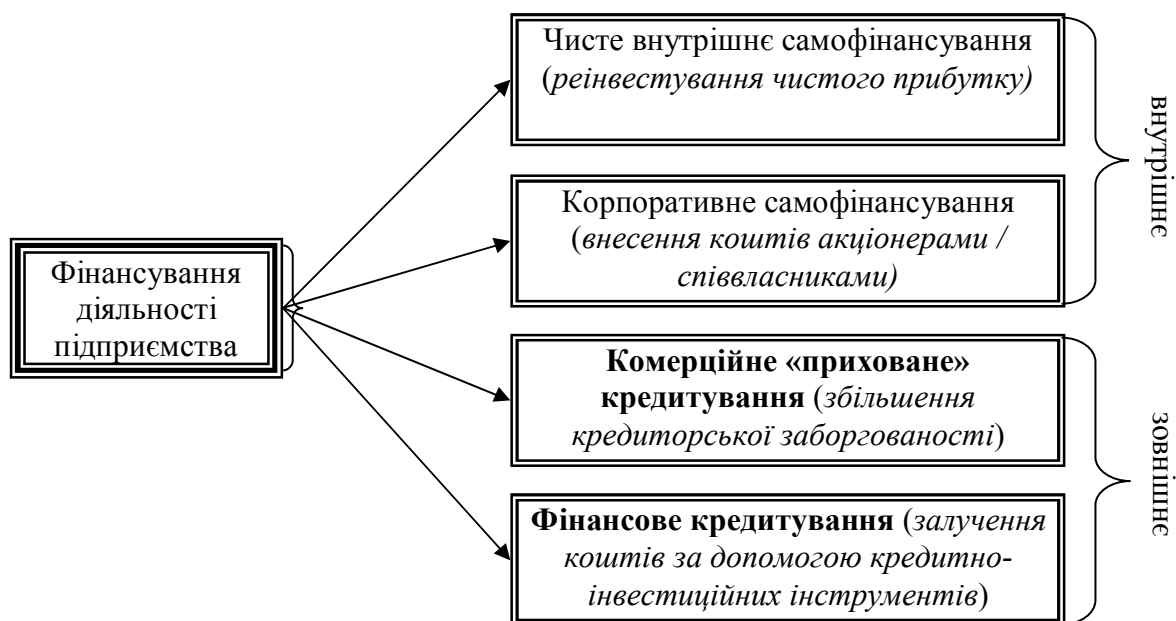 Фінансування
діяльності
підприємства
Чисте внутрішнє самофінансування
(реінвестування чистого прибутку)
Корпоративне самофінансування
(внесення коштів акціонерами /
співвласниками)
внутрішнє
Комерційне «приховане»
кредитування (збільшення
кредиторської заборгованості)
Фінансове кредитування (залучення
коштів за допомогою кредитно-
інвестиційних інструментів)
зовнішнє